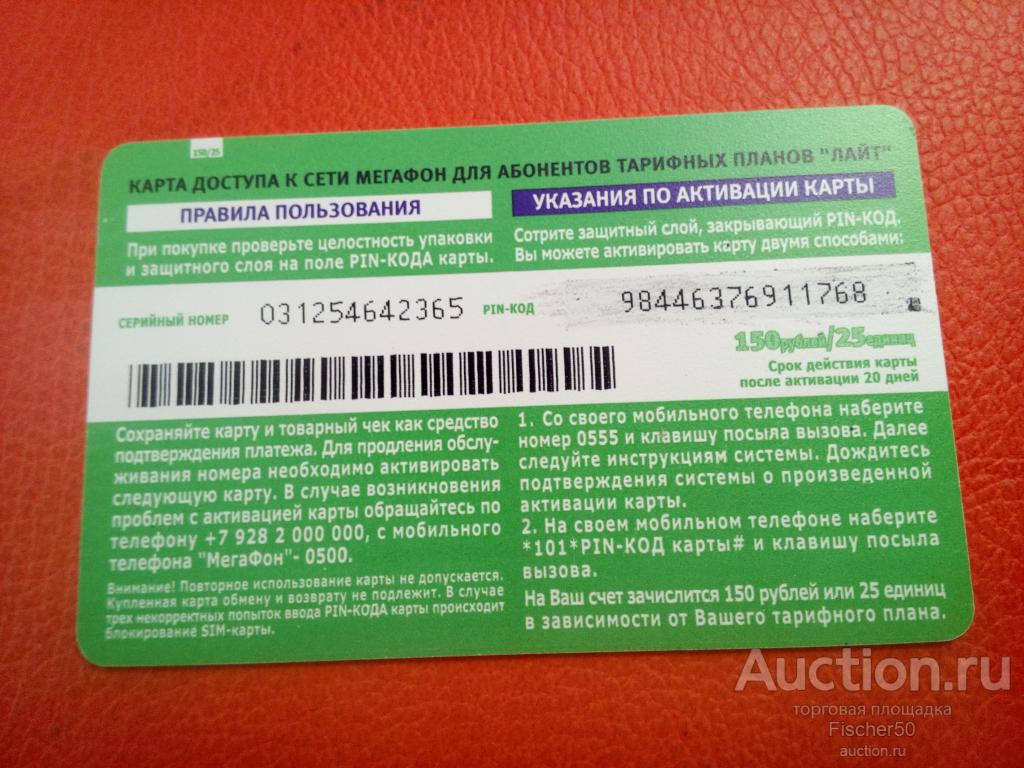 150/25
КАРТА ДОСТУПА К СЕТИ МЕГАФОН ДЛЯ АБОНЕНТОВ ТАРИФНЫХ ПЛАНОВ "ЛАЙТ"
ПРАВИЛА ПОЛЬЗОВАНИЯ
При покупке проверьте целостность упаковки
и защитного слоя на поле PIN-КОДА карты.
УКАЗАНИЯ ПО АКТИВАЦИИ КАРТЫ
Сотрите защитный слой, закрывающий PIN-КОД.
Вы можете активировать карту двумя способами:
СЕРИЙНЫЙ НОМЕР 031254642365 PIN-КОД 98446376911768
150рублей/25единиц
Срок действия карты
после активации 20 дней
Сохраняйте карту и товарный чек как средство
подтверждения платежа. Для продления обслу-
живания номера необходимо активировать
следующую карту. В случае возникновения
проблем с активацией карты обращайтесь по
телефону +7 928 2 000 000, с мобильного
телефона "МегаФон"- 0500.
Внимание! Повторное использование карты не допускается.
Купленная карта обмену и возврату не подлежит. В случае
трех некорректных попыток ввода PIN-КОДА карты происходит
блокирование SIM-карты.
1. Со своего мобильного телефона наберите
номер 0555 и клавишу посыла вызова. Далее
следуйте инструкциям системы. Дождитесь
подтверждения системы о произведенной
активации карты.
2. На своем мобильном телефоне наберите
*101*PIN-КОД карты# и клавишу посыла
вызова.
На Ваш счет зачислится 150 рублей или 25 единиц
в зависимости от Вашего тарифного плана.
Auction.ru
торговая площадка
Fischer50
auction.ru